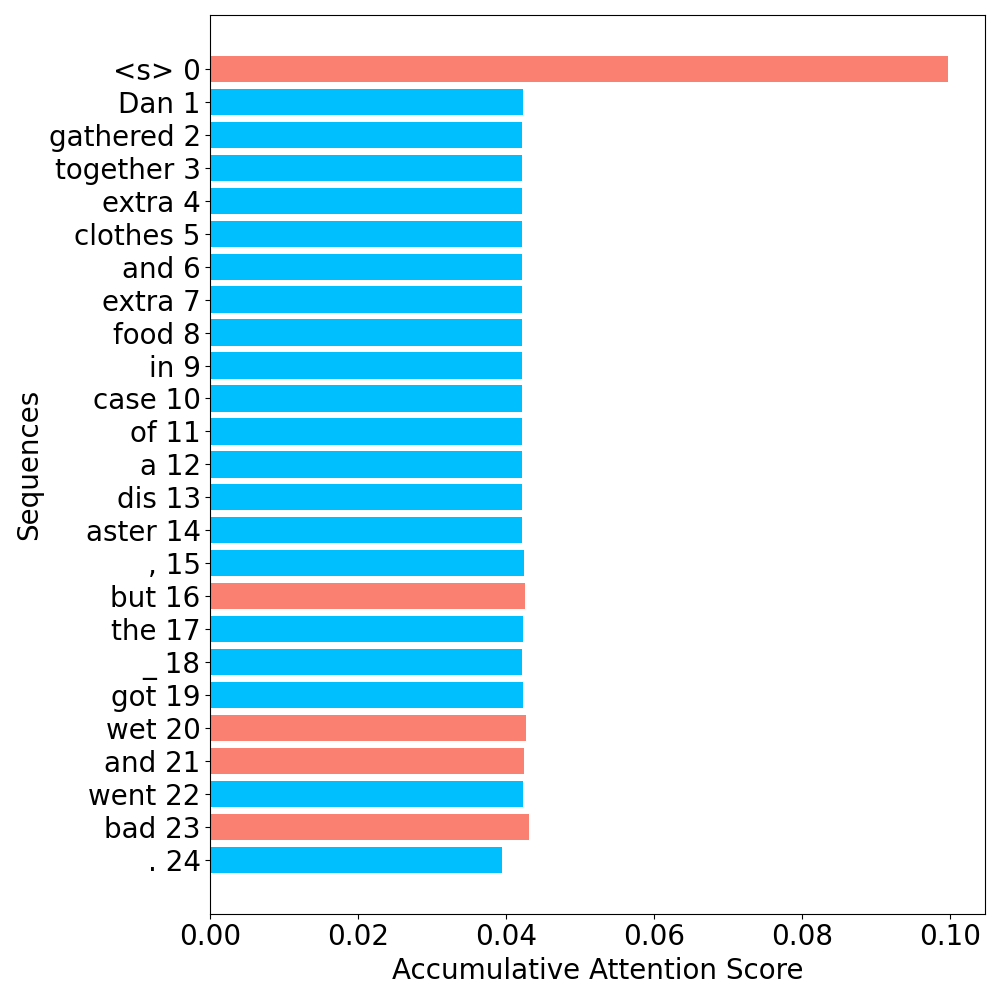 <s> 0
Dan 1
gathered 2
together 3
extra 4
clothes 5
and 6
extra 7
food 8
in 9
case 10
of 11
a 12
dis 13
aster 14
, 15
but 16
the 17
_ 18
got 19
wet 20
and 21
went 22
bad 23
. 24
Sequences
0.00 0.02 0.04 0.06 0.08 0.10
Accumulative Attention Score